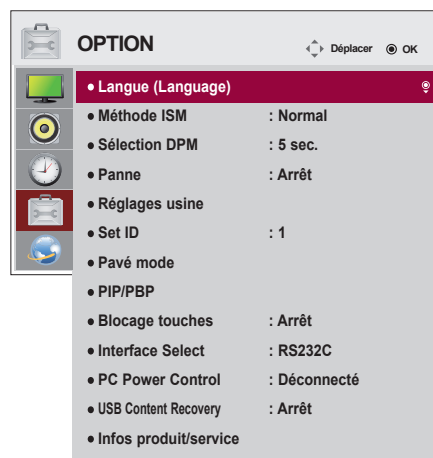 OPTION
Déplacer OK
• Langue (Language)
• Méthode ISM : Normal
• Sélection DPM : 5 sec.
• Panne : Arrêt
• Réglages usine
• Set ID : 1
• Pavé mode
• PIP/PBP
• Blocage touches : Arrêt
• Interface Select : RS232C
• PC Power Control : Déconnecté
• USB Content Recovery : Arrêt
• Infos produit/service